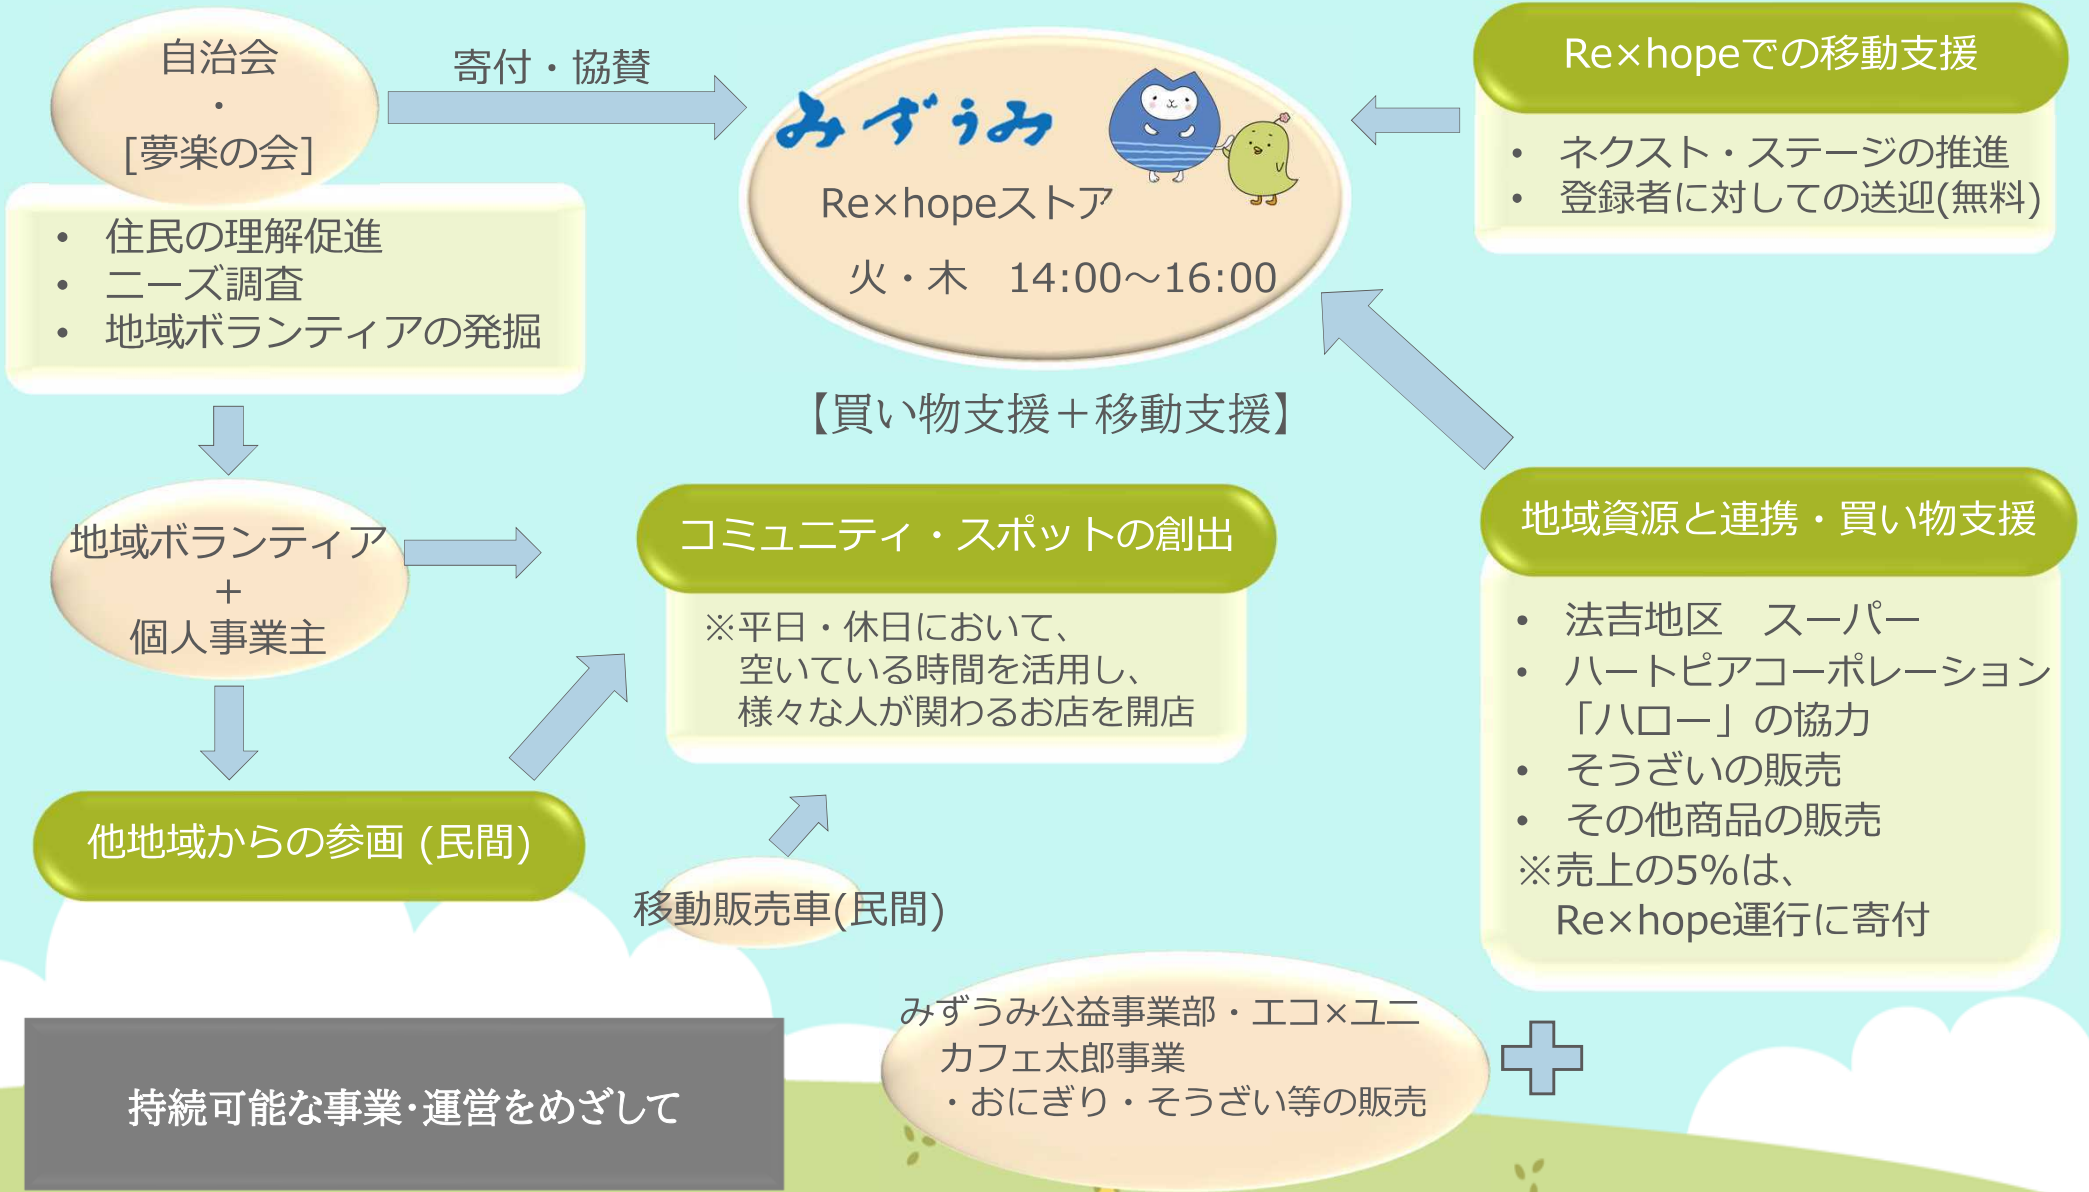 自治会
・
[夢楽の会]
・ 住民の理解促進
・ ニーズ調査
・ 地域ボランティアの発掘
寄付・協賛
みずうみ
Re×hopeストア
火・木　14:00～16:00
【買い物支援＋移動支援】
Re×hopeでの移動支援
・ ネクスト・ステージの推進
・ 登録者に対しての送迎(無料)
地域ボランティア
＋
個人事業主
コミュニティ・スポットの創出
※平日・休日において、
空いている時間を活用し、
様々な人が関わるお店を開店
地域資源と連携・買い物支援
・ 法吉地区　スーパー
・ ハートピアコーポレーション
「ハロー」の協力
・ そうざいの販売
・ その他商品の販売
※売上の5%は、
Re×hope運行に寄付
他地域からの参画 (民間)
移動販売車(民間)
みずうみ公益事業部・エコ×ユニ
カフェ太郎事業
・おにぎり・そうざい等の販売
持続可能な事業･運営をめざして